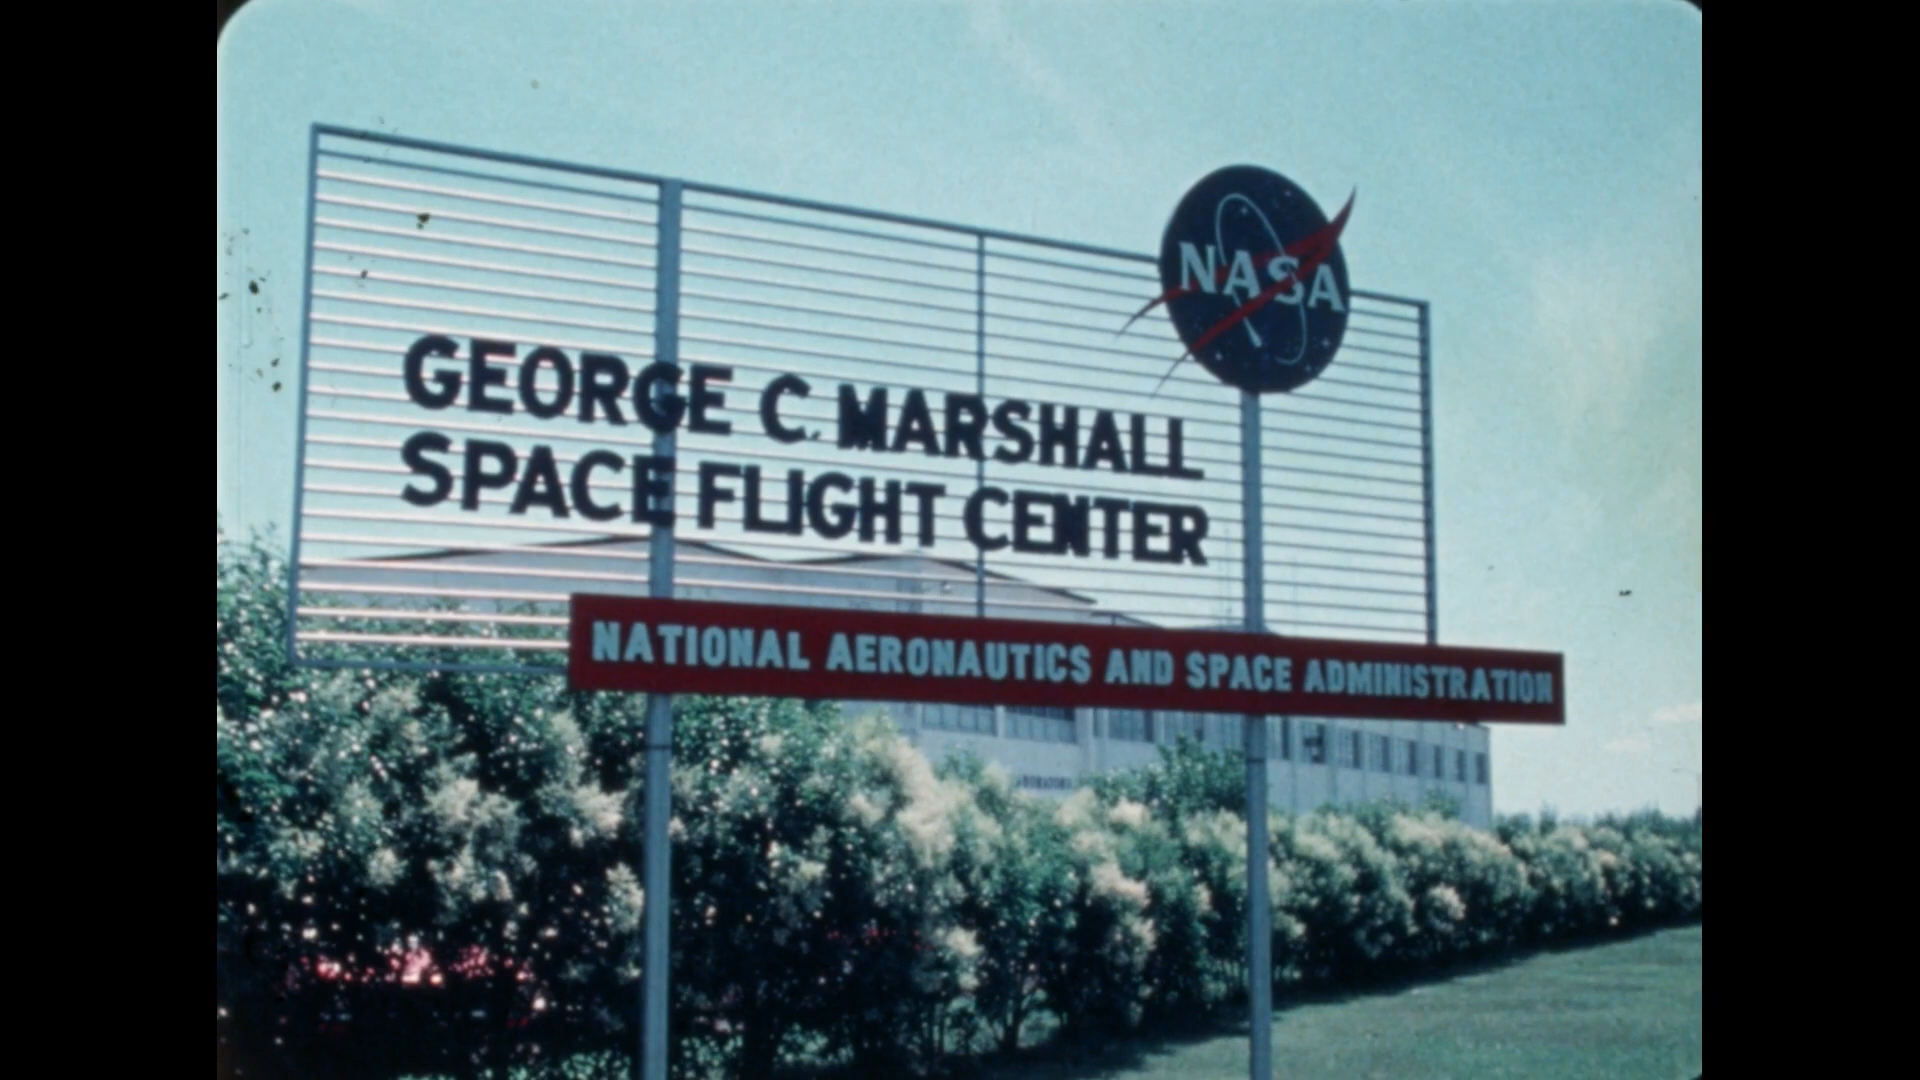 NASA
GEORGE C. MARSHALL
SPACE FLIGHT CENTER
NATIONAL AERONAUTICS AND SPACE ADMINISTRATION